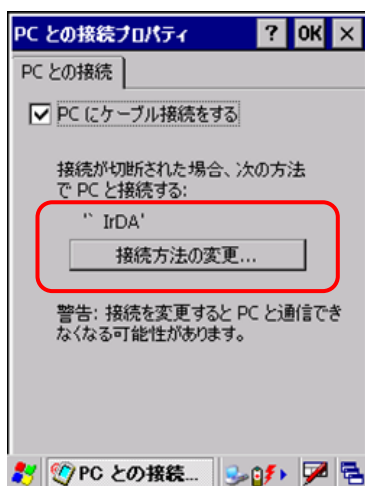 PC との接続プロパティ ? OK ×
PC との接続
PC にケーブル接続をする
接続が切断された場合、次の方法
で PC と接続する:
'` IrDA'
接続方法の変更...
警告: 接続を変更すると PC と通信でき
なくなる可能性があります。
PC との接続...